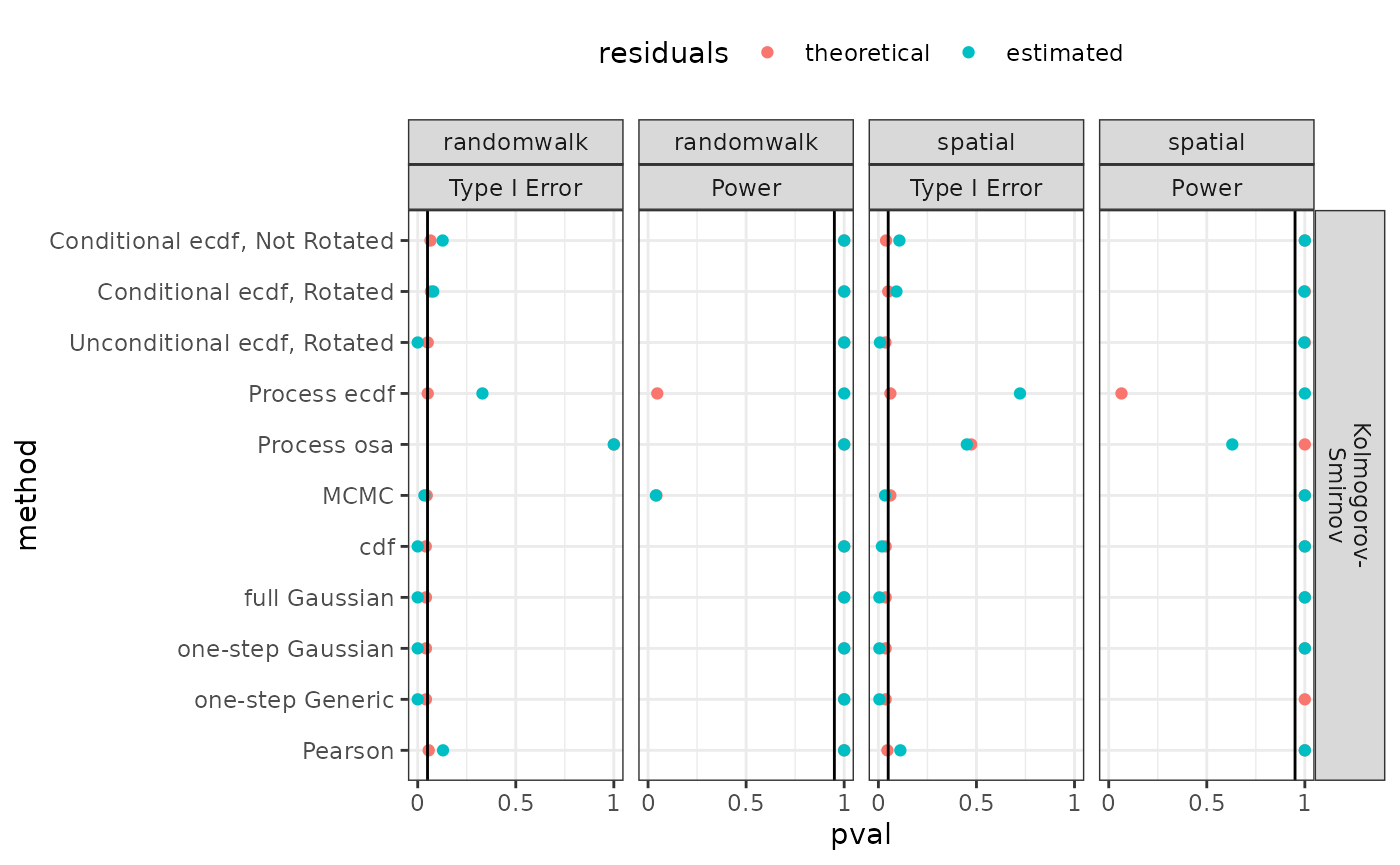 residuals theoretical estimated
randomwalk randomwalk spatial spatial
Type I Error Power Type I Error Power
Conditional ecdf, Not Rotated
Conditional ecdf, Rotated
Unconditional ecdf, Rotated
Process ecdf
Process osa
MCMC
cdf
full Gaussian
one-step Gaussian
one-step Generic
Pearson
method
Kolmogorov-
Smirnov
0 0.5 1 0 0.5 1 0 0.5 1 0 0.5 1
pval